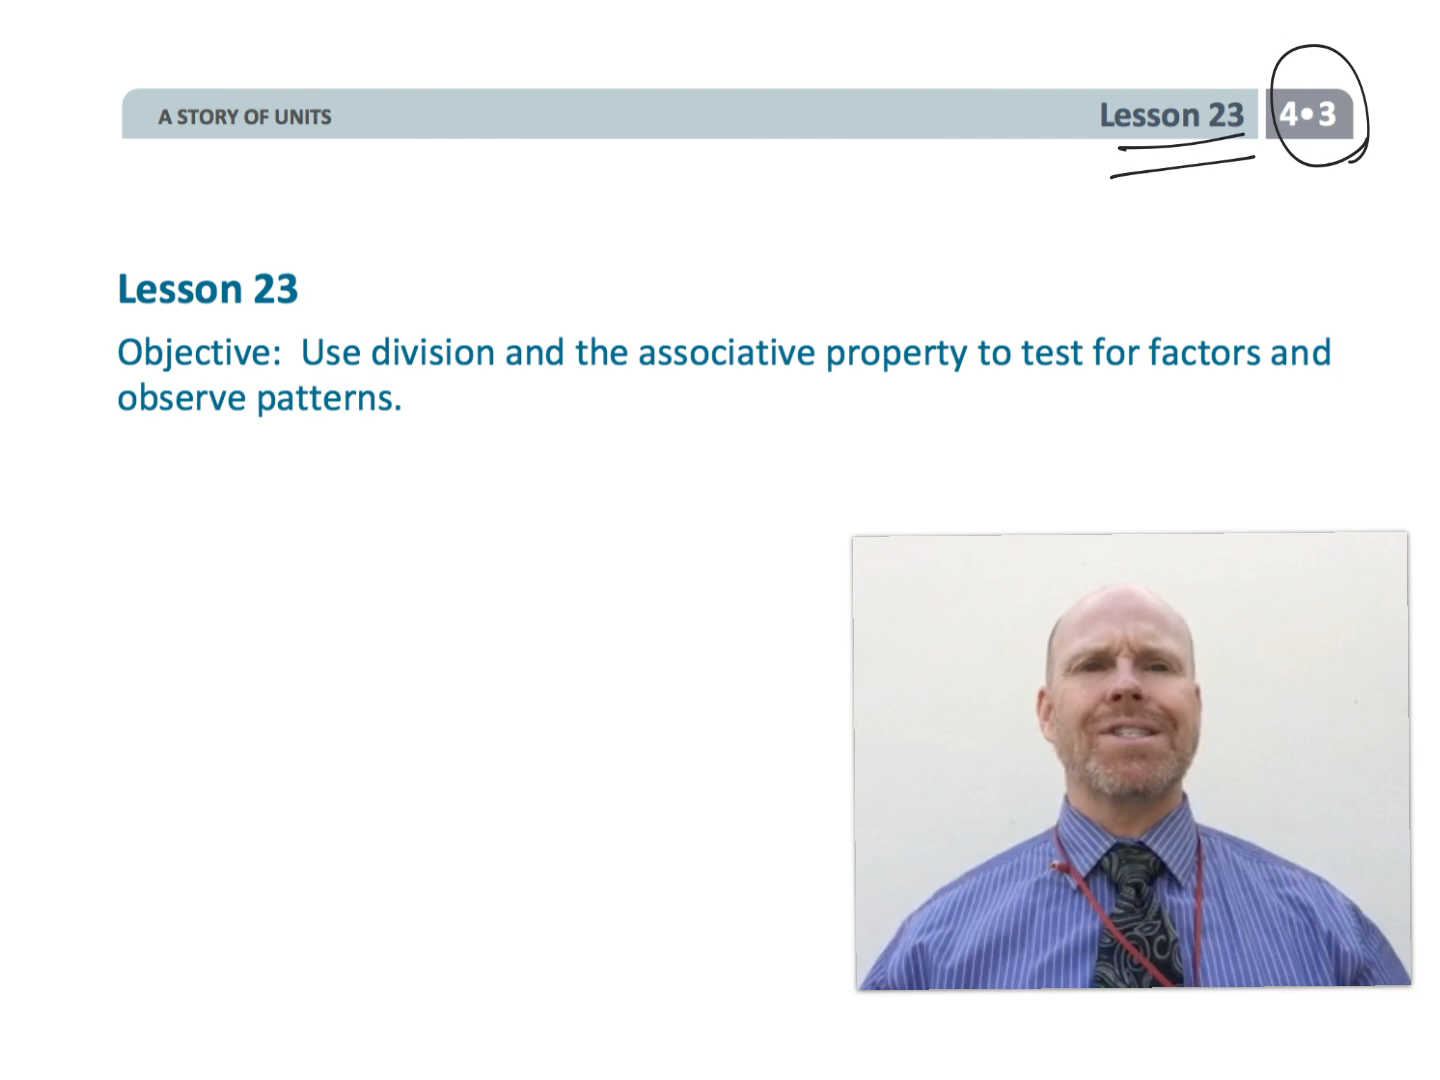 A STORY OF UNITS
Lesson 23
4•3
Lesson 23
Objective: Use division and the associative property to test for factors and
observe patterns.